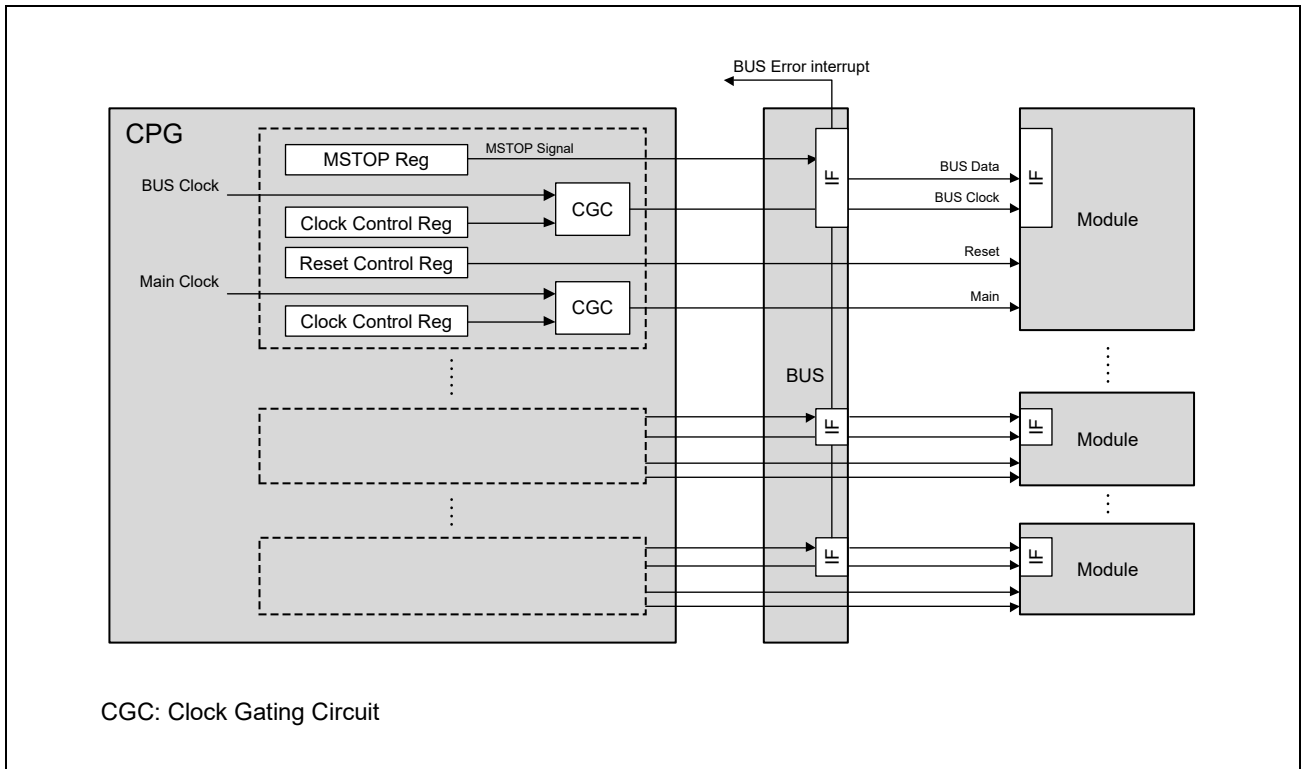 BUS Error interrupt
CPG
MSTOP Reg
MSTOP Signal
BUS Clock
CGC
Clock Control Reg
Reset Control Reg
Main Clock
CGC
Clock Control Reg
IF
BUS Data
BUS Clock
Reset
Main
IF
Module
BUS
IF
IF
Module
IF
IF
Module
CGC: Clock Gating Circuit